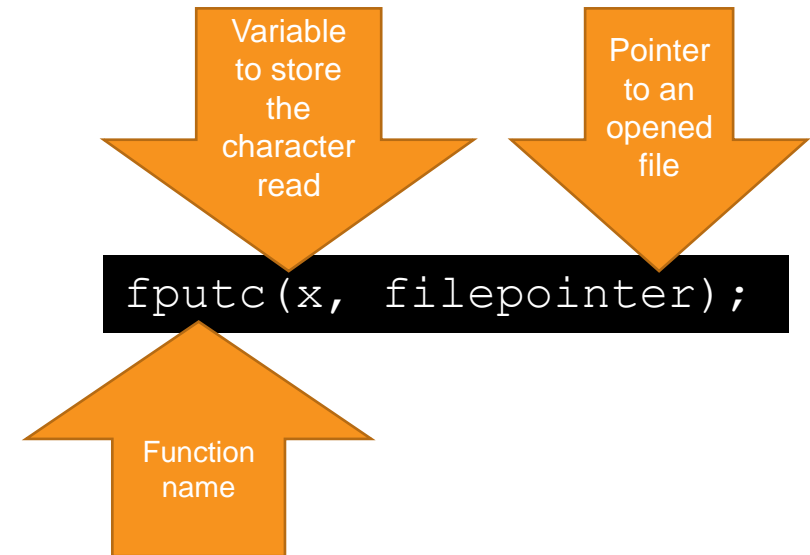 Variable
to store
the
character
read
Pointer
to an
opened
file
fputc(x, filepointer);
Function
name